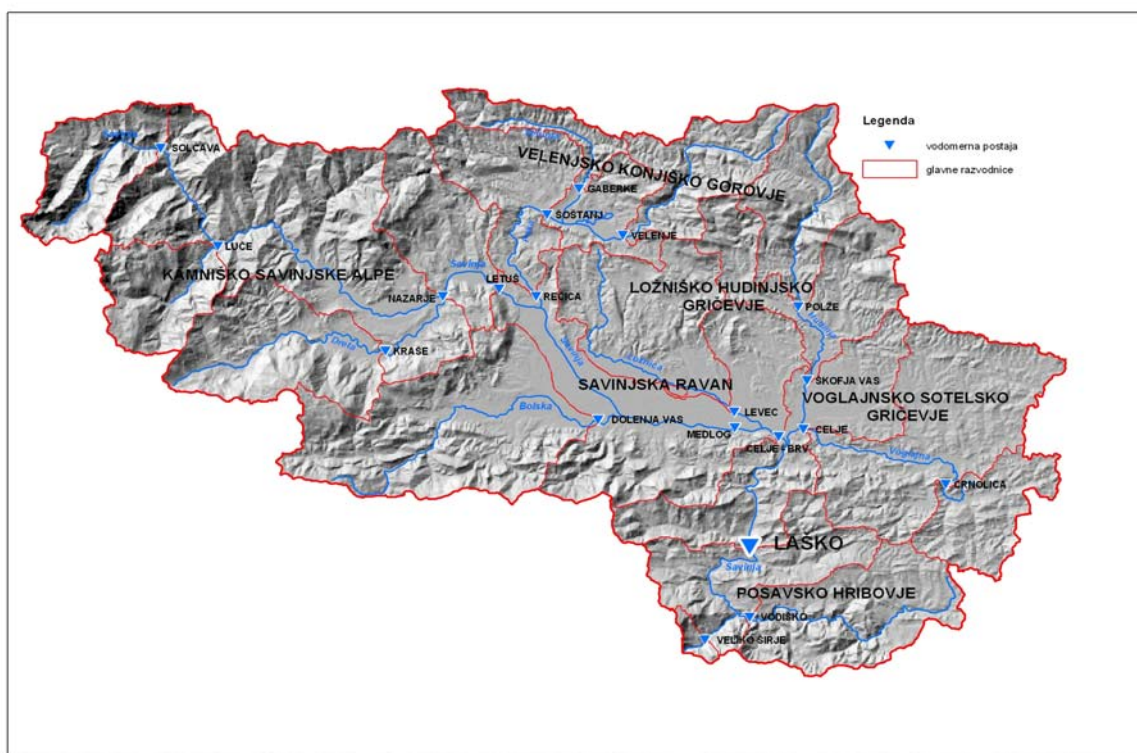 Legenda
vodomerna postaja
glavne razvodnice
SOLČAVA
VELENJSKO KONJIŠKO GOROVJE
GABERKE
ŠOŠTANJ
VELENJE
LUČE
KAMNIŠKO SAVINJSKE ALPE
Savinja
LETUŠ
NAZARJE
REČICA
LOŽNIŠKO HUDINJSKO
GRIČEVJE
POLŽE
Hudinja
Dreta
KRAŠE
Savinja
Ložnica
SAVINJSKA RAVAN
ŠKOFJA VAS
VOGLAJNSKO SOTELSKO
GRIČEVJE
Bolska
DOLENJA VAS
LEVEC
MEDLOG
CELJE
CELJE - BRV
Voglajna
ČRNOLICA
LAŠKO
Savinja
POSAVSKO HRIBOVJE
VODIŠKO
VELIKO ŠIRJE